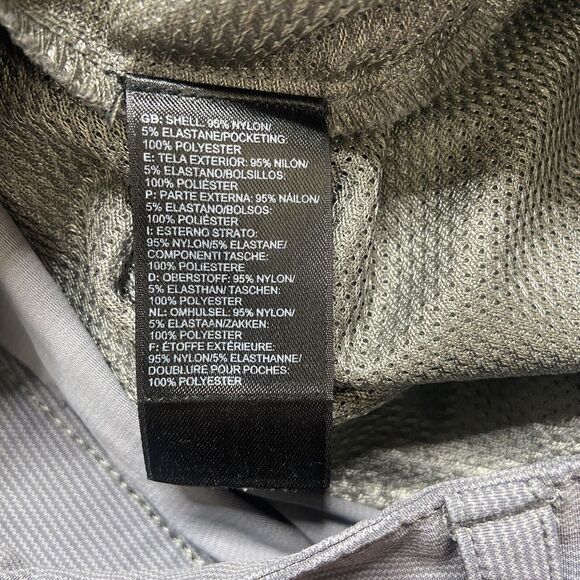 GB: SHELL: 95% NYLON/
5% ELASTANE/POCKETING:
100% POLYESTER
E: TELA EXTERIOR: 95% NILÓN/
5% ELASTANO/BOLSILLOS:
100% POLIÉSTER
P: PARTE EXTERNA: 95% NÁILON/
5% ELASTANO/BOLSOS:
100% POLIÉSTER
I: ESTERNO STRATO:
95% NYLON/5% ELASTANE/
COMPONENTI TASCHE:
100% POLIESTERE
D: OBERSTOFF: 95% NYLON/
5% ELASTHAN/ TASCHEN:
100% POLYESTER
NL: OMHULSEL: 95% NYLON/
5% ELASTAAN/ZAKKEN:
100% POLYESTER
F: ÉTOFFE EXTÉRIEURE:
95% NYLON/5% ELASTHANNE/
DOUBLURE POUR POCHES:
100% POLYESTER